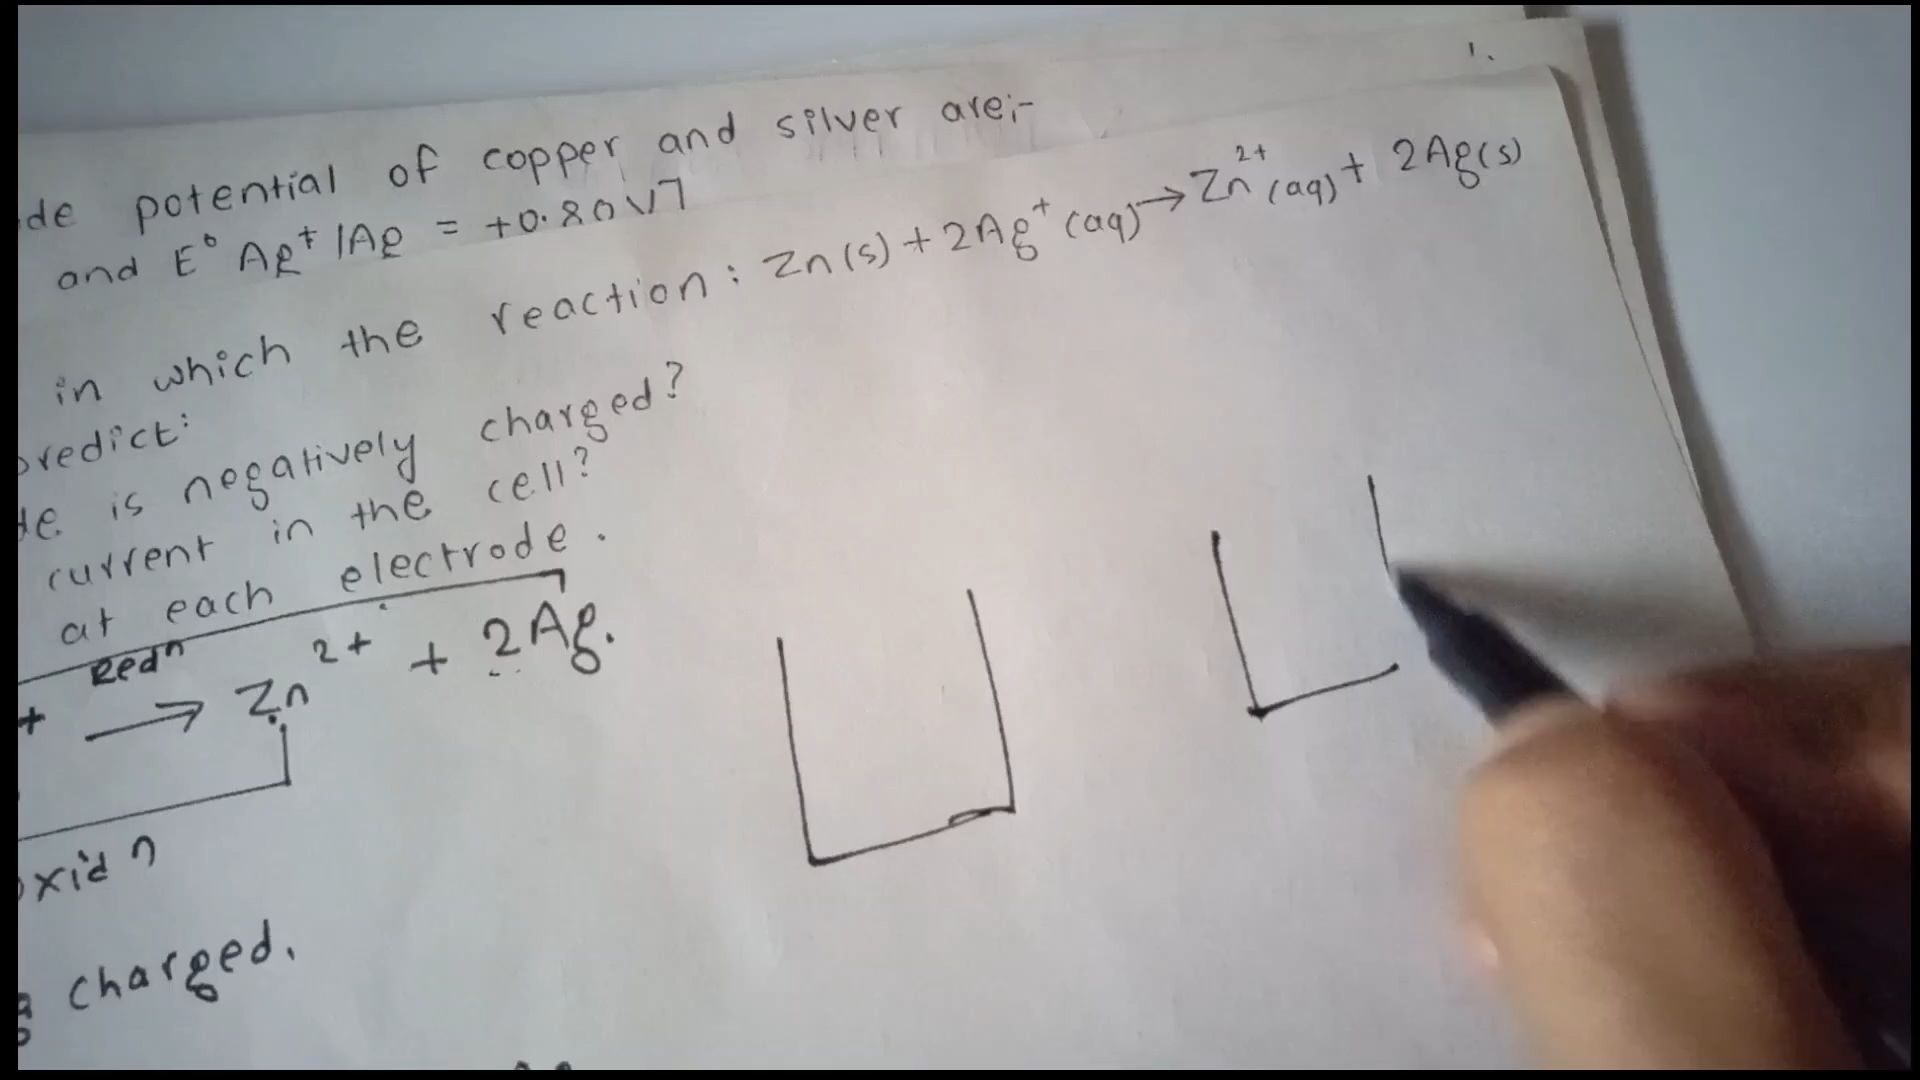 1.
de potential of copper and silver are;-
and E° Ag⁺/Ag = +0.80V]
in which the reaction: Zn(s) + 2Ag⁺(aq) → Zn²⁺(aq) + 2Ag(s)
predict:
de is negatively charged?
current in the cell?
at each electrode.
Redⁿ
+ → Zn²⁺ + 2Ag.
oxidⁿ
charged.